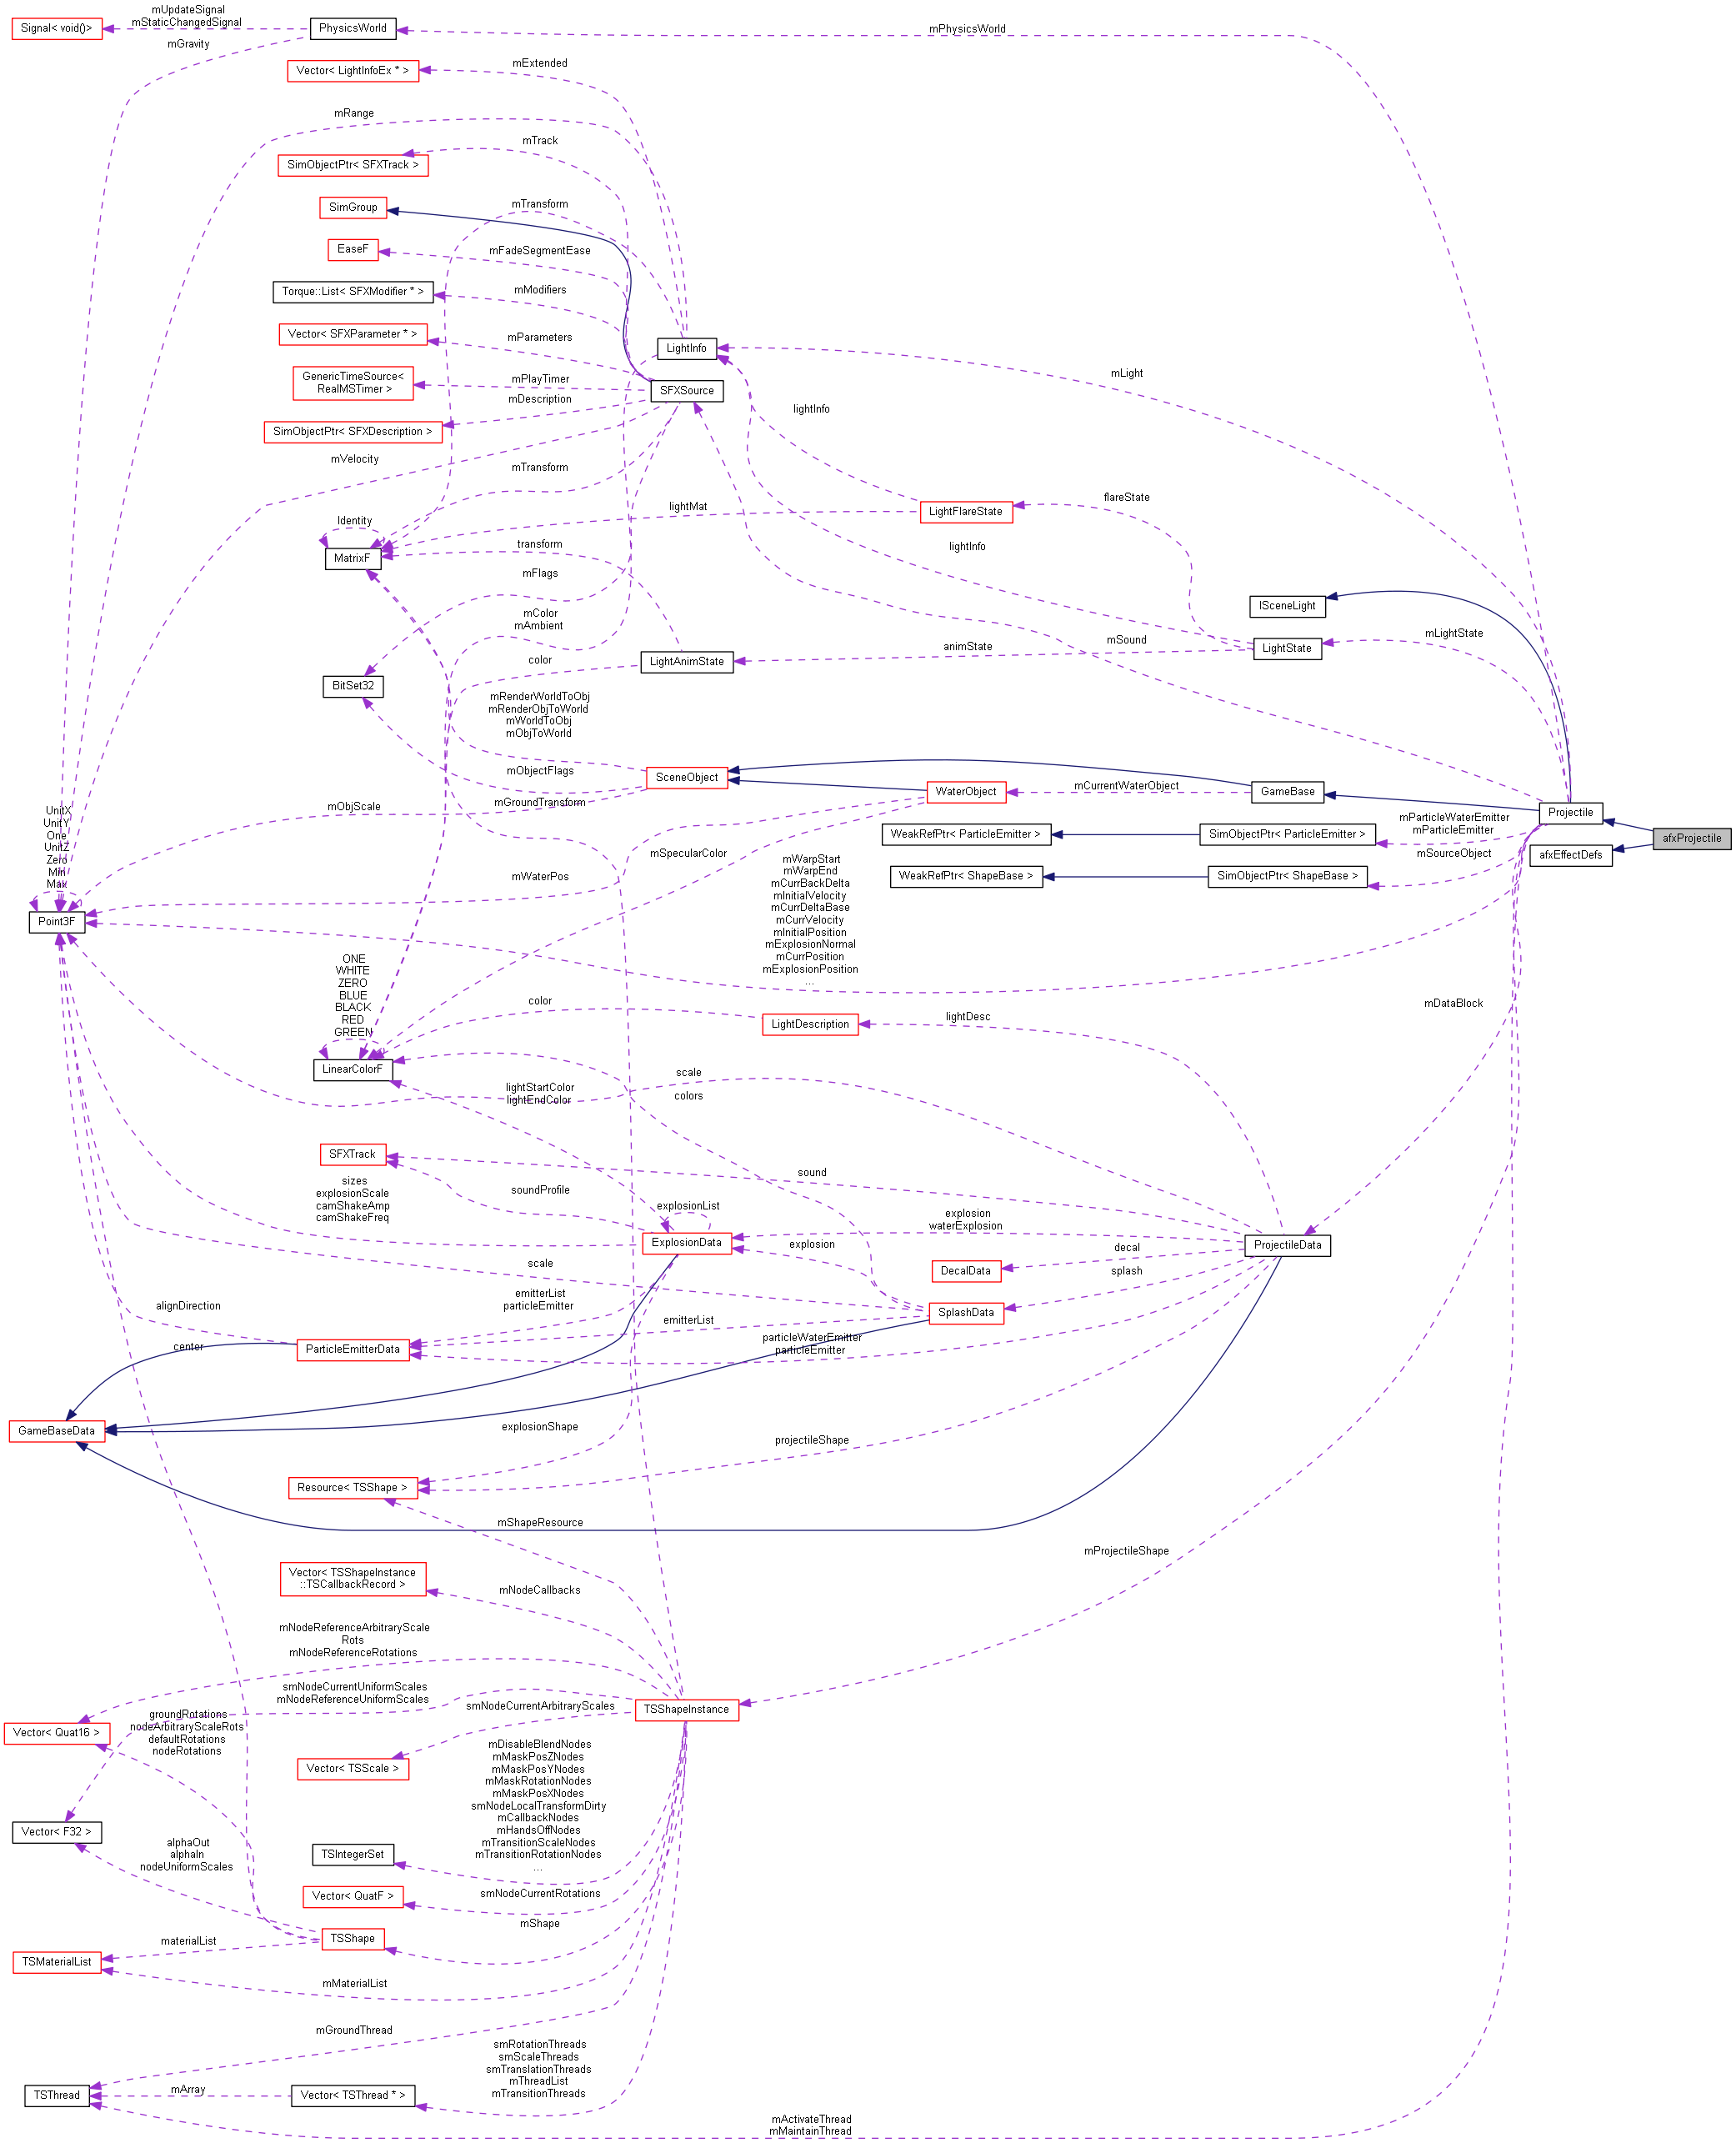 mUpdateSignal
mStaticChangedSignal
Signal< void()>
PhysicsWorld
mPhysicsWorld
mGravity
Vector< LightInfoEx * >
mExtended
mRange
mTrack
SimObjectPtr< SFXTrack >
SimGroup
mTransform
EaseF
mFadeSegmentEase
Torque::List< SFXModifier * >
mModifiers
Vector< SFXParameter * >
mParameters
LightInfo
GenericTimeSource<
RealMSTimer >
mPlayTimer
mDescription
SFXSource
mLight
lightInfo
SimObjectPtr< SFXDescription >
mVelocity
mTransform
flareState
lightMat
LightFlareState
Identity
MatrixF
transform
lightInfo
mFlags
ISceneLight
mColor
mAmbient
mSound
mLightState
animState
LightState
color
LightAnimState
BitSet32
mRenderWorldToObj
mRenderObjToWorld
mWorldToObj
mObjToWorld
mObjectFlags
SceneObject
mCurrentWaterObject
WaterObject
GameBase
mGroundTransform
mObjScale
UnitX
UnitY
One
UnitZ
Zero
Min
Max
Point3F
Projectile
afxProjectile
mParticleWaterEmitter
mParticleEmitter
WeakRefPtr< ParticleEmitter >
SimObjectPtr< ParticleEmitter >
mSourceObject
afxEffectDefs
WeakRefPtr< ShapeBase >
SimObjectPtr< ShapeBase >
mSpecularColor
mWaterPos
mWarpStart
mWarpEnd
mCurrBackDelta
mInitialVelocity
mCurrDeltaBase
mCurrVelocity
mInitialPosition
mExplosionNormal
mCurrPosition
mExplosionPosition
...
ONE
WHITE
ZERO
BLUE
BLACK
RED
GREEN
LinearColorF
color
LightDescription
lightDesc
mDataBlock
lightStartColor
lightEndColor
scale
colors
SFXTrack
sound
sizes
explosionScale
camShakeAmp
camShakeFreq
soundProfile
explosionList
ExplosionData
explosion
waterExplosion
explosion
ProjectileData
decal
DecalData
splash
scale
SplashData
emitterList
particleEmitter
emitterList
alignDirection
center
ParticleEmitterData
particleWaterEmitter
particleEmitter
GameBaseData
explosionShape
projectileShape
Resource< TSShape >
mShapeResource
mProjectileShape
Vector< TSShapeInstance
::TSCallbackRecord >
mNodeCallbacks
mNodeReferenceArbitraryScale
Rots
mNodeReferenceRotations
smNodeCurrentUniformScales
mNodeReferenceUniformScales
smNodeCurrentArbitraryScales
TSShapeInstance
groundRotations
nodeArbitraryScaleRots
defaultRotations
nodeRotations
Vector< Quat16 >
Vector< TSScale >
mDisableBlendNodes
mMaskPosZNodes
mMaskPosYNodes
mMaskRotationNodes
mMaskPosXNodes
smNodeLocalTransformDirty
mCallbackNodes
mHandsOffNodes
mTransitionScaleNodes
mTransitionRotationNodes
...
Vector< F32 >
alphaOut
alphaIn
nodeUniformScales
TSIntegerSet
Vector< QuatF >
smNodeCurrentRotations
mShape
TSShape
materialList
TSMaterialList
mMaterialList
mGroundThread
smRotationThreads
smScaleThreads
smTranslationThreads
mThreadList
mTransitionThreads
TSThread
mArray
Vector< TSThread * >
mActivateThread
mMaintainThread